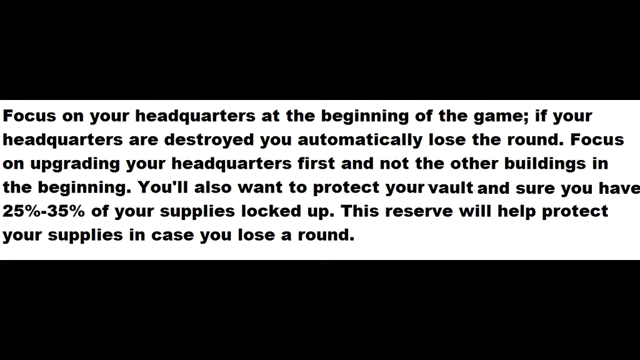 Focus on your headquarters at the beginning of the game; if your
headquarters are destroyed you automatically lose the round. Focus
on upgrading your headquarters first and not the other buildings in
the beginning. You'll also want to protect your vault and sure you have
25%-35% of your supplies locked up. This reserve will help protect
your supplies in case you lose a round.